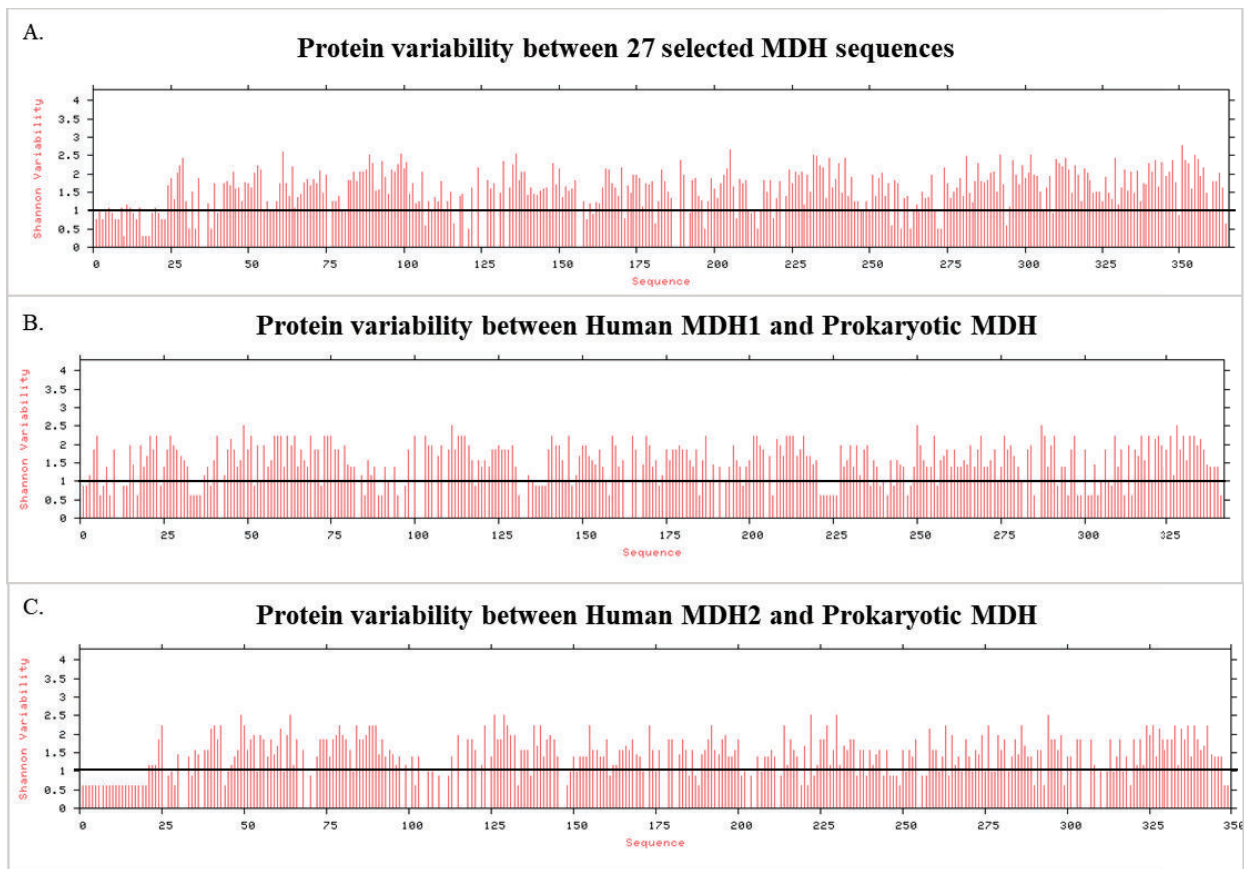 A.
Protein variability between 27 selected MDH sequences
Shannon Variability
4
3.5
3
2.5
2
1.5
1
0.5
0
0 25 50 75 100 125 150 175 200 225 250 275 300 325 350
Sequence
B.
Protein variability between Human MDH1 and Prokaryotic MDH
Shannon Variability
4
3.5
3
2.5
2
1.5
1
0.5
0
0 25 50 75 100 125 150 175 200 225 250 275 300 325
Sequence
C.
Protein variability between Human MDH2 and Prokaryotic MDH
Shannon Variability
4
3.5
3
2.5
2
1.5
1
0.5
0
0 25 50 75 100 125 150 175 200 225 250 275 300 325 350
Sequence